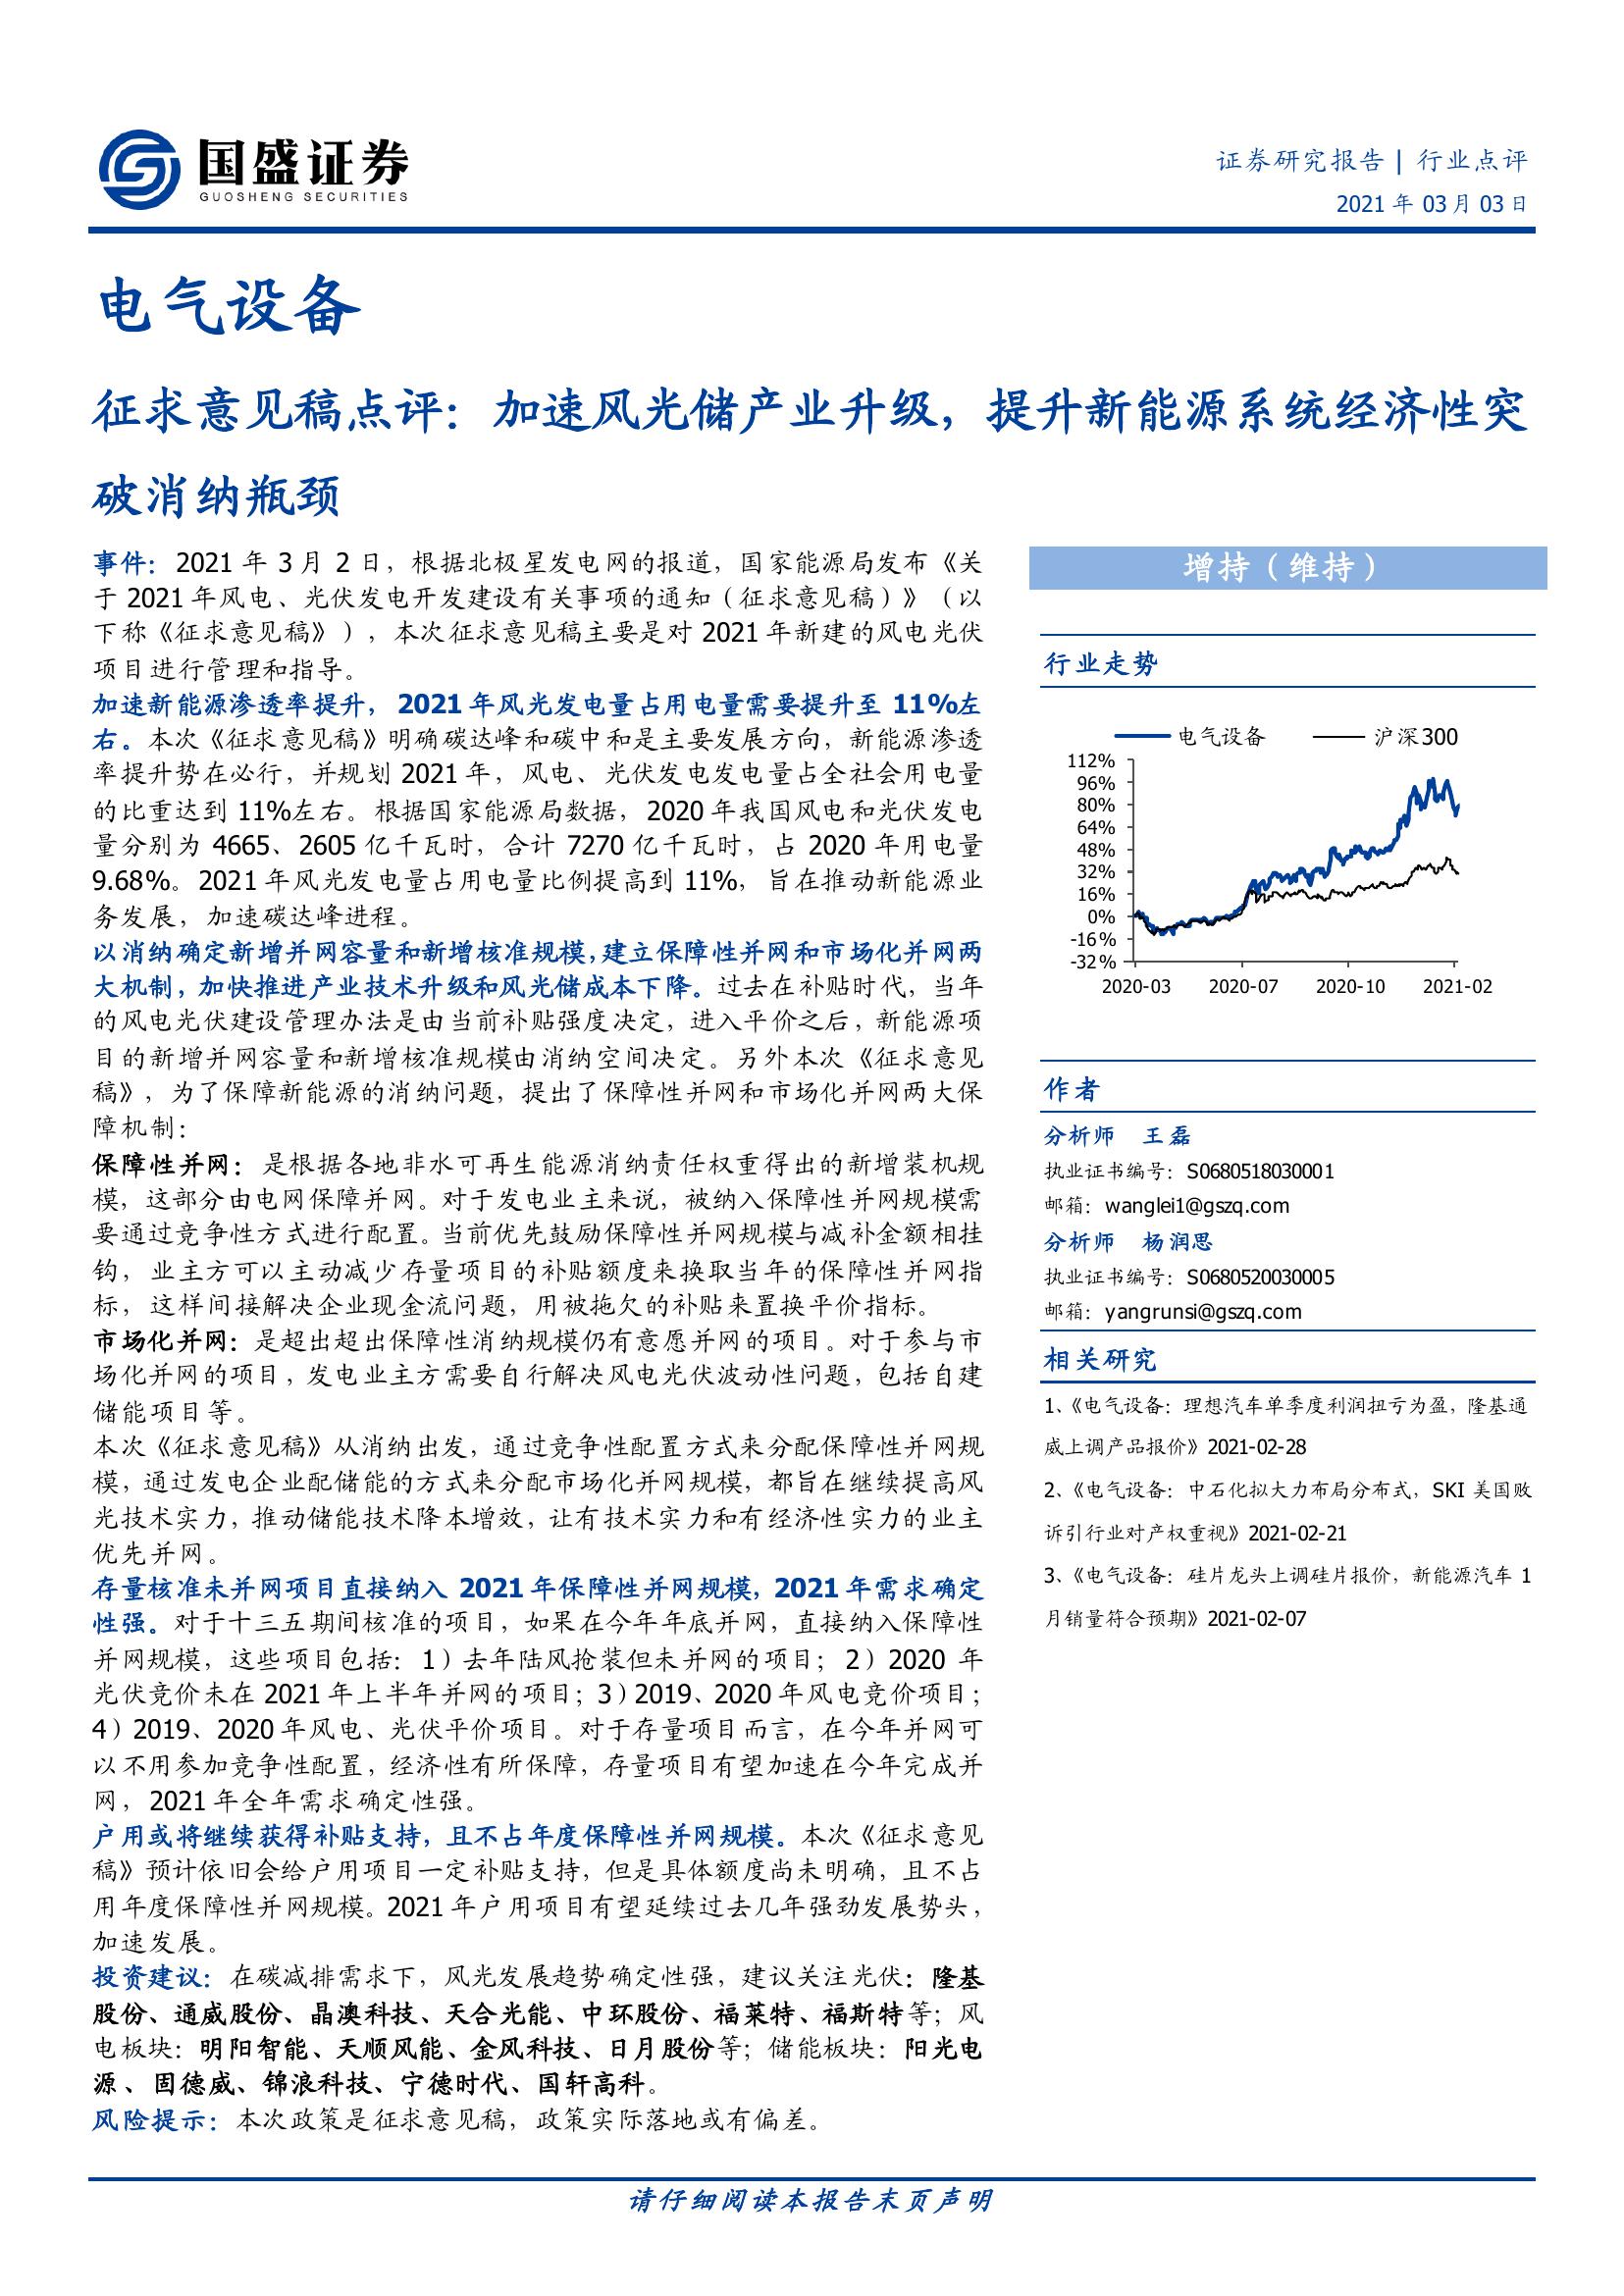 国盛证券
GUOSHENG SECURITIES
证券研究报告 | 行业点评
2021 年 03 月 03 日
电气设备
征求意见稿点评：加速风光储产业升级，提升新能源系统经济性突
破消纳瓶颈
事件：2021 年 3 月 2 日，根据北极星发电网的报道，国家能源局发布《关
于 2021 年风电、光伏发电开发建设有关事项的通知（征求意见稿）》（以
下称《征求意见稿》），本次征求意见稿主要是对 2021 年新建的风电光伏
项目进行管理和指导。
加速新能源渗透率提升，2021 年风光发电量占用电量需要提升至 11%左
右。本次《征求意见稿》明确碳达峰和碳中和是主要发展方向，新能源渗透
率提升势在必行，并规划 2021 年，风电、光伏发电发电量占全社会用电量
的比重达到 11%左右。根据国家能源局数据，2020 年我国风电和光伏发电
量分别为 4665、2605 亿千瓦时，合计 7270 亿千瓦时，占 2020 年用电量
9.68%。2021 年风光发电量占用电量比例提高到 11%，旨在推动新能源业
务发展，加速碳达峰进程。
以消纳确定新增并网容量和新增核准规模，建立保障性并网和市场化并网两
大机制，加快推进产业技术升级和风光储成本下降。过去在补贴时代，当年
的风电光伏建设管理办法是由当前补贴强度决定，进入平价之后，新能源项
目的新增并网容量和新增核准规模由消纳空间决定。另外本次《征求意见
稿》，为了保障新能源的消纳问题，提出了保障性并网和市场化并网两大保
障机制：
保障性并网：是根据各地非水可再生能源消纳责任权重得出的新增装机规
模，这部分由电网保障并网。对于发电业主来说，被纳入保障性并网规模需
要通过竞争性方式进行配置。当前优先鼓励保障性并网规模与减补金额相挂
钩，业主方可以主动减少存量项目的补贴额度来换取当年的保障性并网指
标，这样间接解决企业现金流问题，用被拖欠的补贴来置换平价指标。
市场化并网：是超出超出保障性消纳规模仍有意愿并网的项目。对于参与市
场化并网的项目，发电业主方需要自行解决风电光伏波动性问题，包括自建
储能项目等。
本次《征求意见稿》从消纳出发，通过竞争性配置方式来分配保障性并网规
模，通过发电企业配储能的方式来分配市场化并网规模，都旨在继续提高风
光技术实力，推动储能技术降本增效，让有技术实力和有经济性实力的业主
优先并网。
存量核准未并网项目直接纳入 2021 年保障性并网规模，2021 年需求确定
性强。对于十三五期间核准的项目，如果在今年年底并网，直接纳入保障性
并网规模，这些项目包括：1）去年陆风抢装但未并网的项目；2）2020 年
光伏竞价未在 2021 年上半年并网的项目；3）2019、2020 年风电竞价项目；
4）2019、2020 年风电、光伏平价项目。对于存量项目而言，在今年并网可
以不用参加竞争性配置，经济性有所保障，存量项目有望加速在今年完成并
网，2021 年全年需求确定性强。
户用或将继续获得补贴支持，且不占年度保障性并网规模。本次《征求意见
稿》预计依旧会给户用项目一定补贴支持，但是具体额度尚未明确，且不占
用年度保障性并网规模。2021 年户用项目有望延续过去几年强劲发展势头，
加速发展。
投资建议：在碳减排需求下，风光发展趋势确定性强，建议关注光伏：隆基
股份、通威股份、晶澳科技、天合光能、中环股份、福莱特、福斯特等；风
电板块：明阳智能、天顺风能、金风科技、日月股份等；储能板块：阳光电
源、固德威、锦浪科技、宁德时代、国轩高科。
风险提示：本次政策是征求意见稿，政策实际落地或有偏差。
增持（维持）
行业走势
电气设备 沪深300
112%
96%
80%
64%
48%
32%
16%
0%
-16%
-32%
2020-03 2020-07 2020-10 2021-02
作者
分析师 王磊
执业证书编号：S0680518030001
邮箱：wanglei1@gszq.com
分析师 杨润思
执业证书编号：S0680520030005
邮箱：yangrunsi@gszq.com
相关研究
1、《电气设备：理想汽车单季度利润扭亏为盈，隆基通
威上调产品报价》2021-02-28
2、《电气设备：中石化拟大力布局分布式，SKI 美国败
诉引行业对产权重视》2021-02-21
3、《电气设备：硅片龙头上调硅片报价，新能源汽车 1
月销量符合预期》2021-02-07
请仔细阅读本报告末页声明